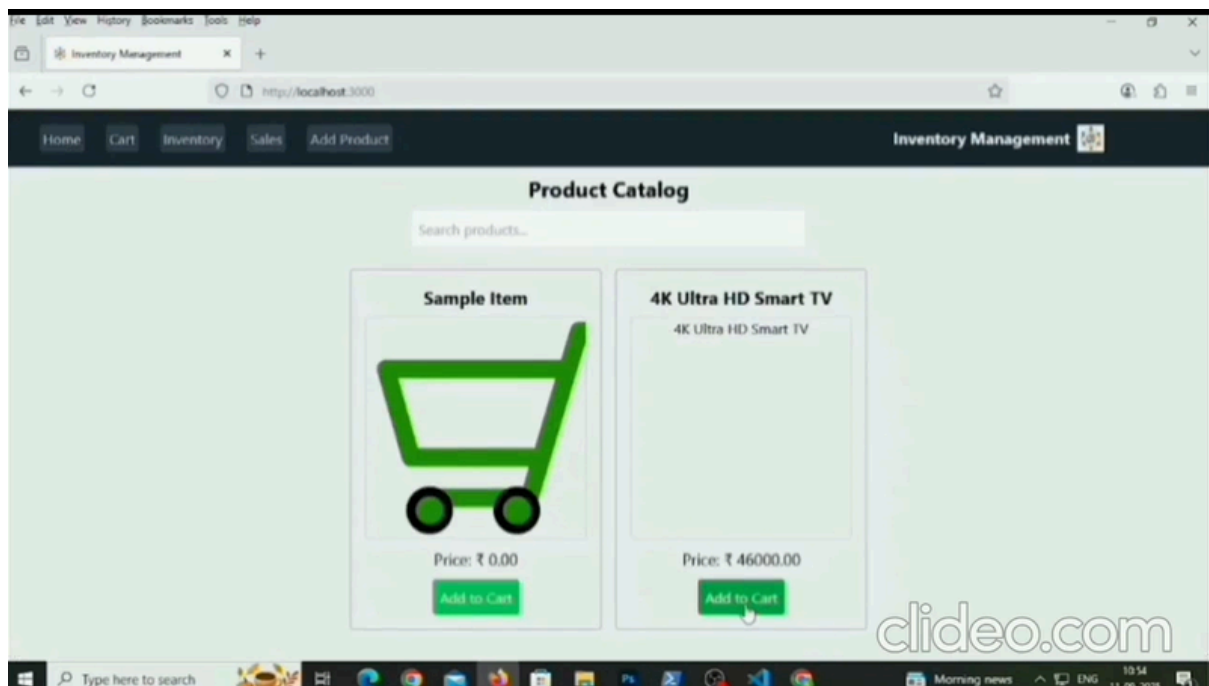 File Edit View History Bookmarks Tools Help
Inventory Management
http://localhost:3000
Home Cart Inventory Sales Add Product Inventory Management
Product Catalog
Search products...
Sample Item
4K Ultra HD Smart TV
4K Ultra HD Smart TV
Price: ₹ 0.00
Price: ₹ 46000.00
Add to Cart
Add to Cart
clideo.com
Type here to search
Morning news
ENG
10:54